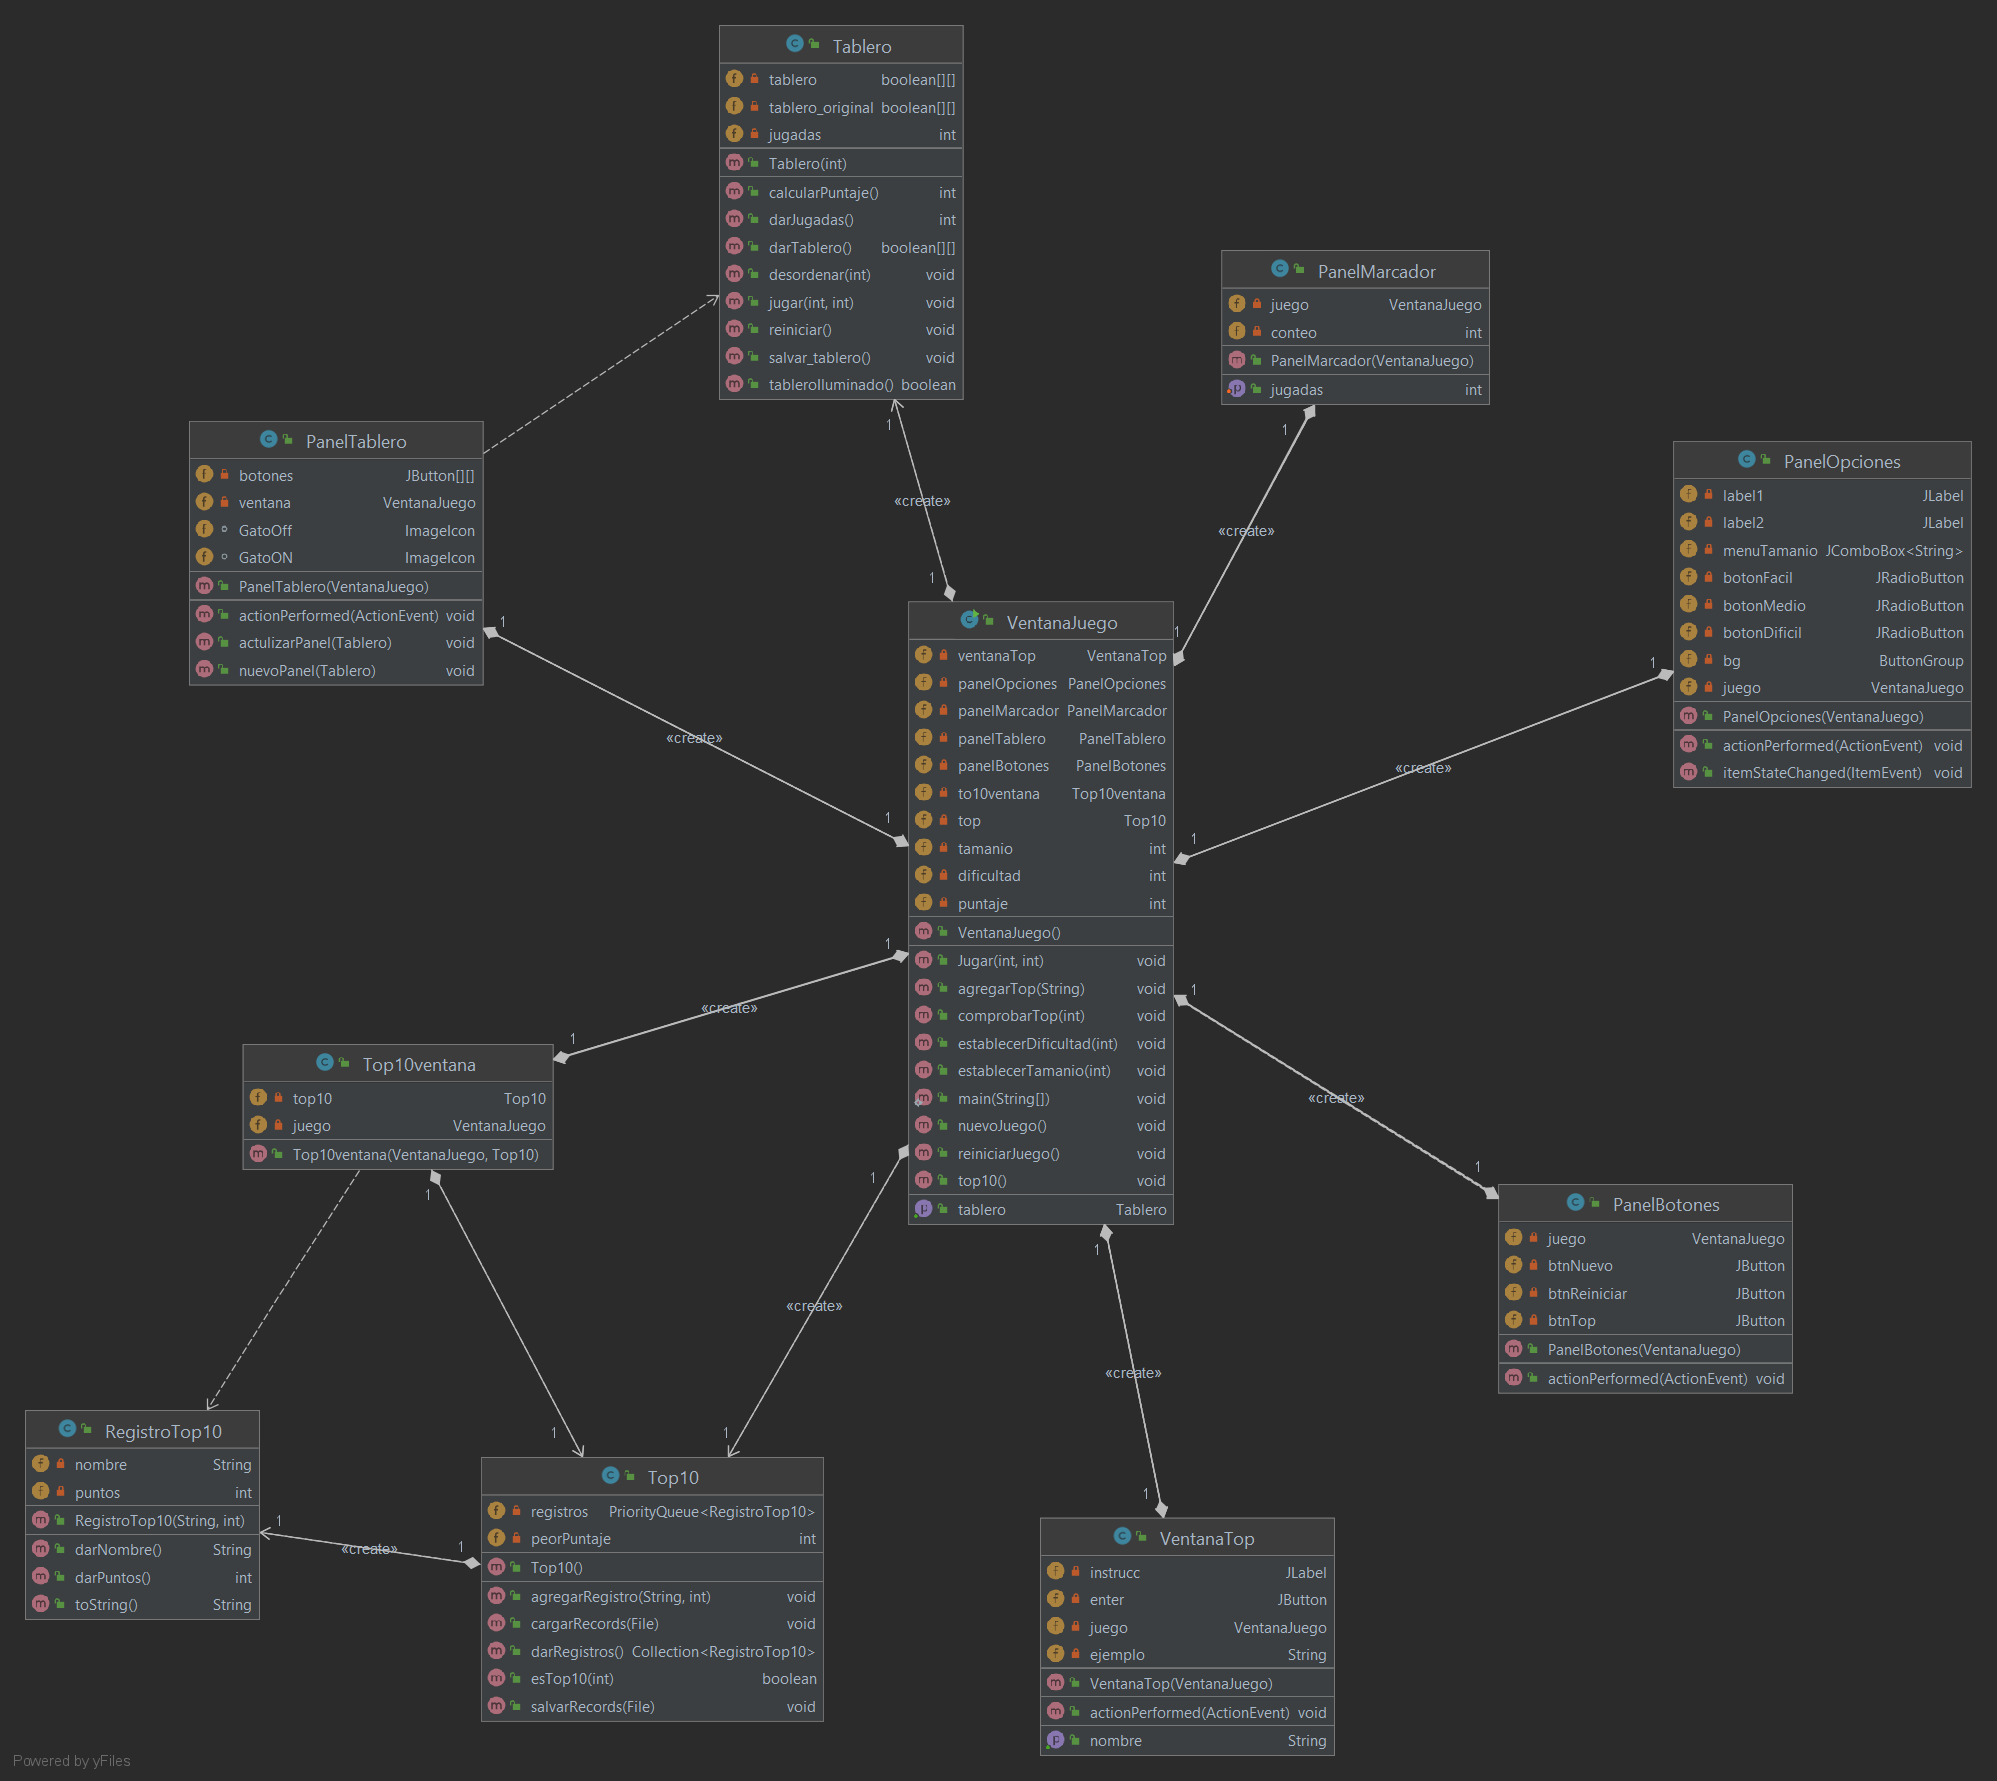 Tablero
tablero boolean[][]
tablero_original boolean[][]
jugadas int
Tablero(int)
calcularPuntaje() int
darJugadas() int
darTablero() boolean[][]
desordenar(int) void
jugar(int, int) void
reiniciar() void
salvar_tablero() void
tableroIluminado() boolean
PanelMarcador
juego VentanaJuego
conteo int
PanelMarcador(VentanaJuego)
jugadas int
PanelTablero
botones JButton[][]
ventana VentanaJuego
GatoOff ImageIcon
GatoON ImageIcon
PanelTablero(VentanaJuego)
actionPerformed(ActionEvent) void
actulizarPanel(Tablero) void
nuevoPanel(Tablero) void
PanelOpciones
label1 JLabel
label2 JLabel
menuTamanio JComboBox<String>
botonFacil JRadioButton
botonMedio JRadioButton
botonDificil JRadioButton
bg ButtonGroup
juego VentanaJuego
PanelOpciones(VentanaJuego)
actionPerformed(ActionEvent) void
itemStateChanged(ItemEvent) void
1
«create»
1
1
«create»
1
1
«create»
1
1
«create»
1
VentanaJuego
ventanaTop VentanaTop
panelOpciones PanelOpciones
panelMarcador PanelMarcador
panelTablero PanelTablero
panelBotones PanelBotones
to10ventana Top10ventana
top Top10
tamanio int
dificultad int
puntaje int
VentanaJuego()
Jugar(int, int) void
agregarTop(String) void
comprobarTop(int) void
establecerDificultad(int) void
establecerTamanio(int) void
main(String[]) void
nuevoJuego() void
reiniciarJuego() void
top10() void
tablero Tablero
1
«create»
1
1
«create»
1
Top10ventana
top10 Top10
juego VentanaJuego
Top10ventana(VentanaJuego, Top10)
PanelBotones
juego VentanaJuego
btnNuevo JButton
btnReiniciar JButton
btnTop JButton
PanelBotones(VentanaJuego)
actionPerformed(ActionEvent) void
1
1
1
«create»
1
1
«create»
1
RegistroTop10
nombre String
puntos int
RegistroTop10(String, int)
darNombre() String
darPuntos() int
toString() String
1
«create»
1
Top10
registros PriorityQueue<RegistroTop10>
peorPuntaje int
Top10()
agregarRegistro(String, int) void
cargarRecords(File) void
darRegistros() Collection<RegistroTop10>
esTop10(int) boolean
salvarRecords(File) void
VentanaTop
instrucc JLabel
enter JButton
juego VentanaJuego
ejemplo String
VentanaTop(VentanaJuego)
actionPerformed(ActionEvent) void
nombre String
Powered by yFiles